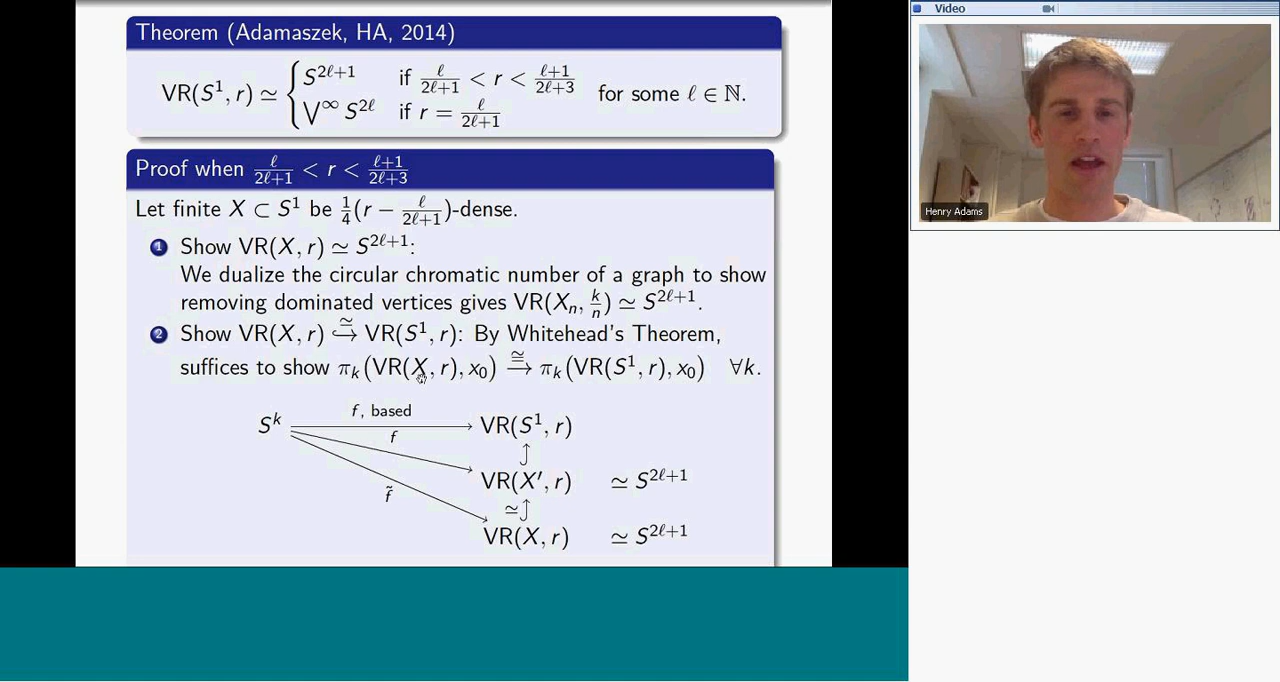 Theorem (Adamaszek, HA, 2014)
VR(S¹, r) ≃ { S^{2ℓ+1} if ℓ/(2ℓ+1) < r < (ℓ+1)/(2ℓ+3)
⋁^∞ S^{2ℓ} if r = ℓ/(2ℓ+1)
for some ℓ ∈ ℕ.
Proof when ℓ/(2ℓ+1) < r < (ℓ+1)/(2ℓ+3)
Let finite X ⊂ S¹ be ¼(r − ℓ/(2ℓ+1))-dense.
1 Show VR(X, r) ≃ S^{2ℓ+1}:
We dualize the circular chromatic number of a graph to show
removing dominated vertices gives VR(X_n, k/n) ≃ S^{2ℓ+1}.
2 Show VR(X, r) ↪^≃ VR(S¹, r): By Whitehead's Theorem,
suffices to show π_k(VR(X, r), x_0) →^≅ π_k(VR(S¹, r), x_0) ∀k.
f, based
S^k VR(S¹, r)
f
VR(X′, r) ≃ S^{2ℓ+1}
f̃
≃
VR(X, r) ≃ S^{2ℓ+1}
Video
Henry Adams